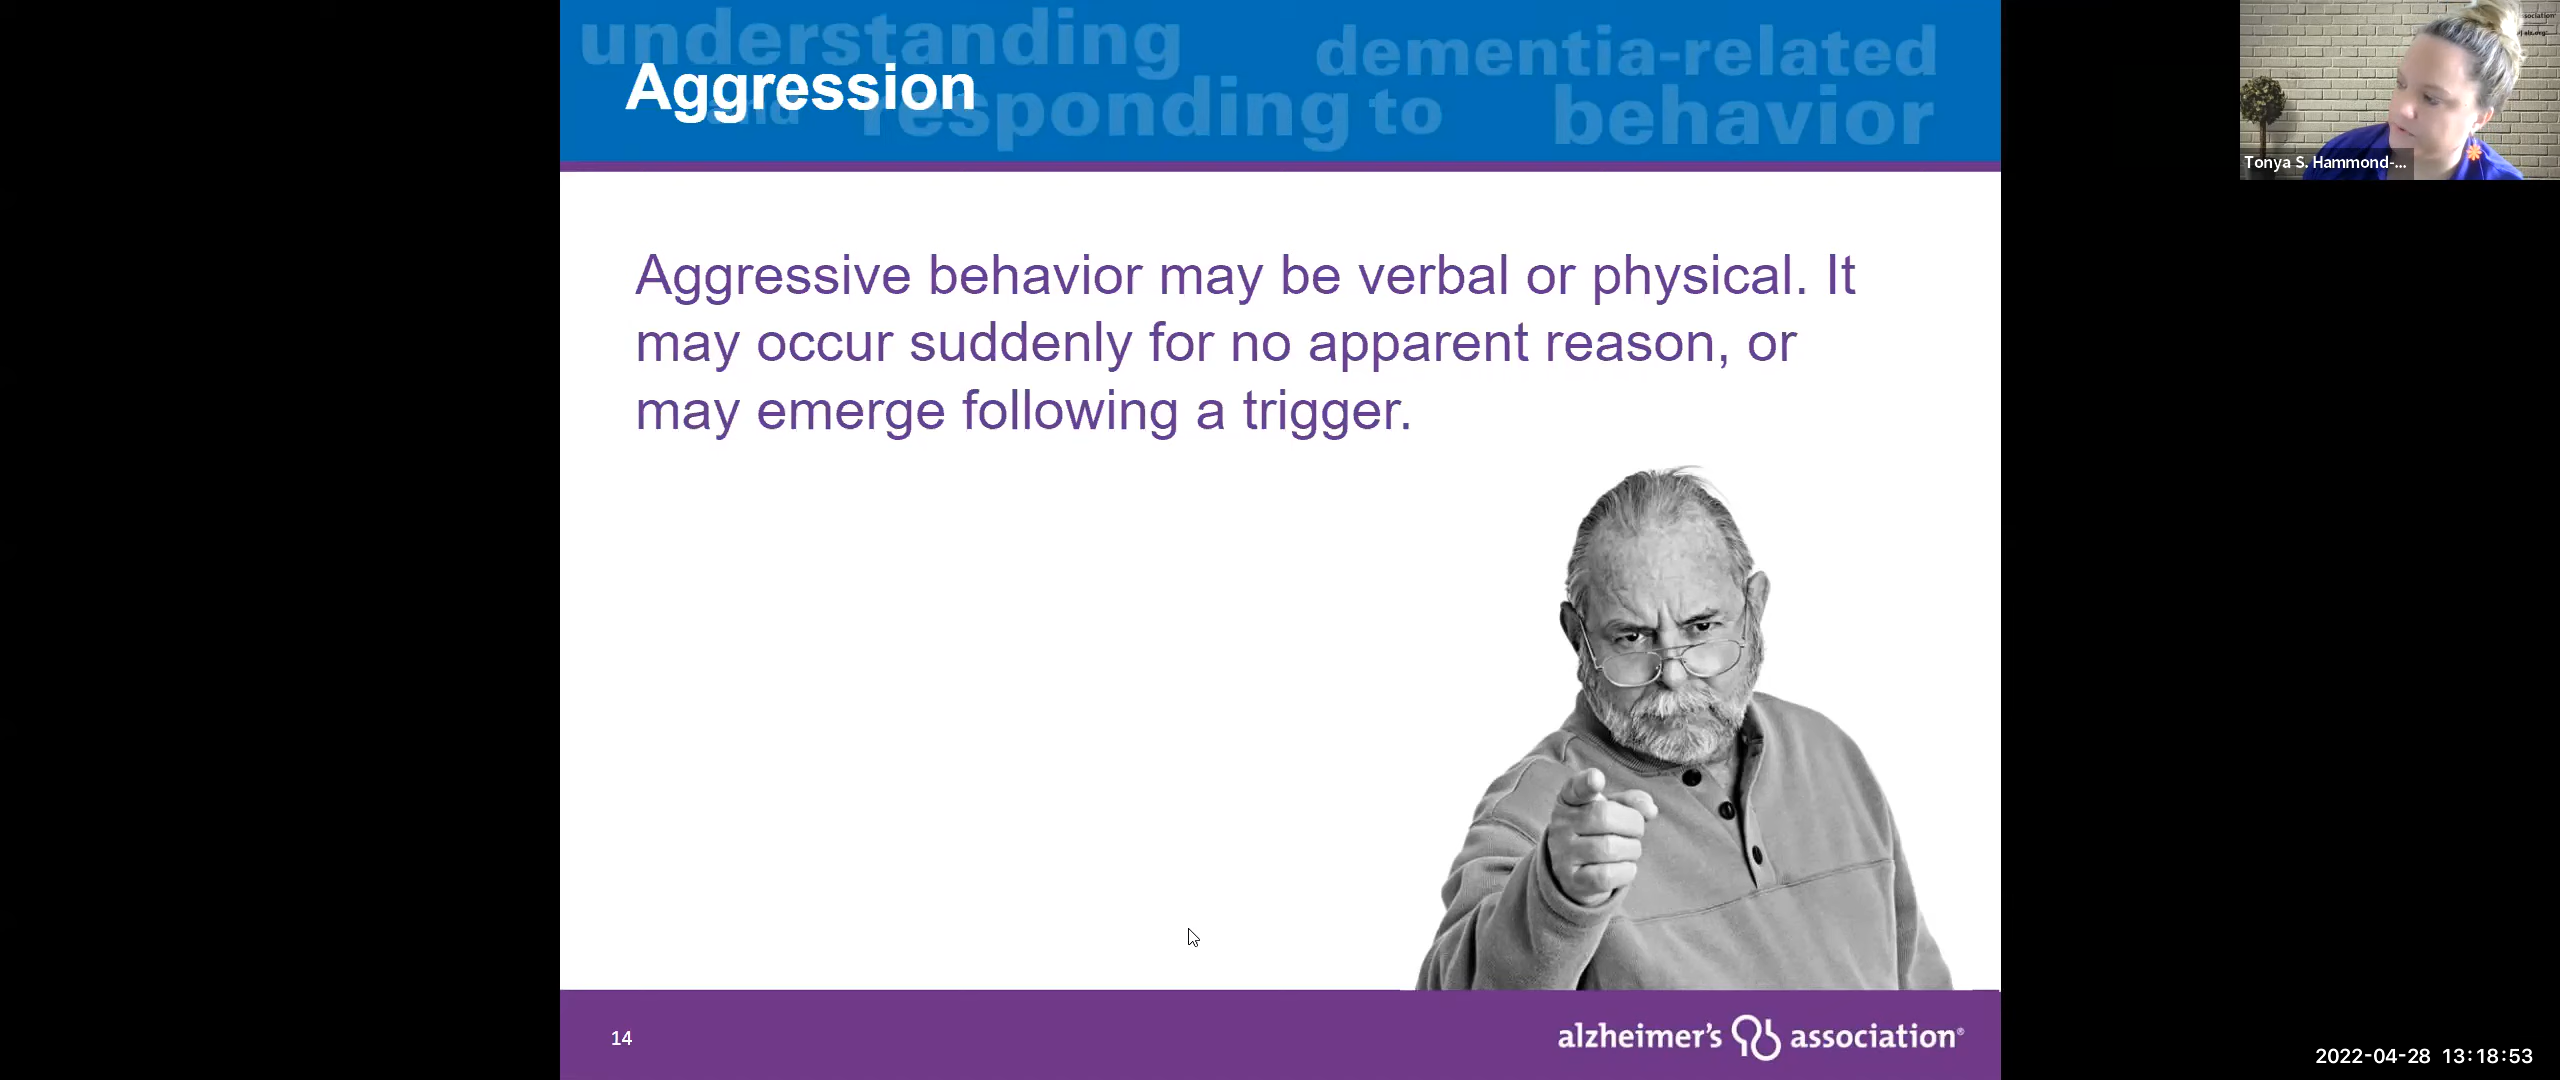 understanding
dementia-related
Aggression
and responding to behavior
Aggressive behavior may be verbal or physical. It
may occur suddenly for no apparent reason, or
may emerge following a trigger.
14
alzheimer's association®
Tonya S. Hammond-...
2022-04-28 13:18:53